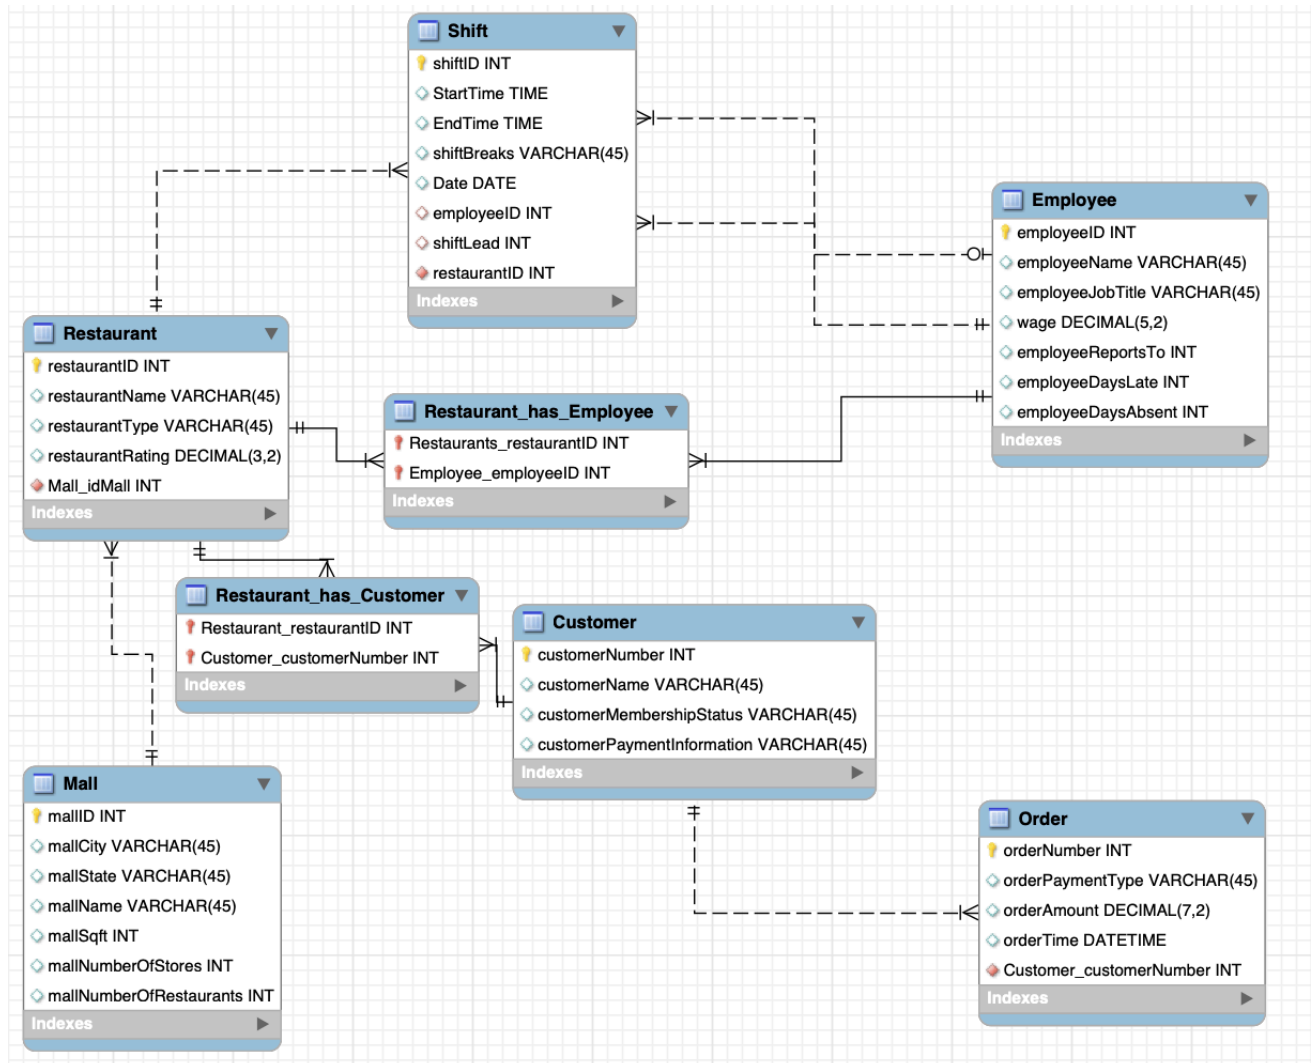 Shift
shiftID INT
StartTime TIME
EndTime TIME
shiftBreaks VARCHAR(45)
Date DATE
employeeID INT
shiftLead INT
restaurantID INT
Indexes
Employee
employeeID INT
employeeName VARCHAR(45)
employeeJobTitle VARCHAR(45)
wage DECIMAL(5,2)
employeeReportsTo INT
employeeDaysLate INT
employeeDaysAbsent INT
Indexes
Restaurant
restaurantID INT
restaurantName VARCHAR(45)
restaurantType VARCHAR(45)
restaurantRating DECIMAL(3,2)
Mall_idMall INT
Indexes
Restaurant_has_Employee
Restaurants_restaurantID INT
Employee_employeeID INT
Indexes
Restaurant_has_Customer
Restaurant_restaurantID INT
Customer_customerNumber INT
Indexes
Customer
customerNumber INT
customerName VARCHAR(45)
customerMembershipStatus VARCHAR(45)
customerPaymentInformation VARCHAR(45)
Indexes
Mall
mallID INT
mallCity VARCHAR(45)
mallState VARCHAR(45)
mallName VARCHAR(45)
mallSqft INT
mallNumberOfStores INT
mallNumberOfRestaurants INT
Indexes
Order
orderNumber INT
orderPaymentType VARCHAR(45)
orderAmount DECIMAL(7,2)
orderTime DATETIME
Customer_customerNumber INT
Indexes